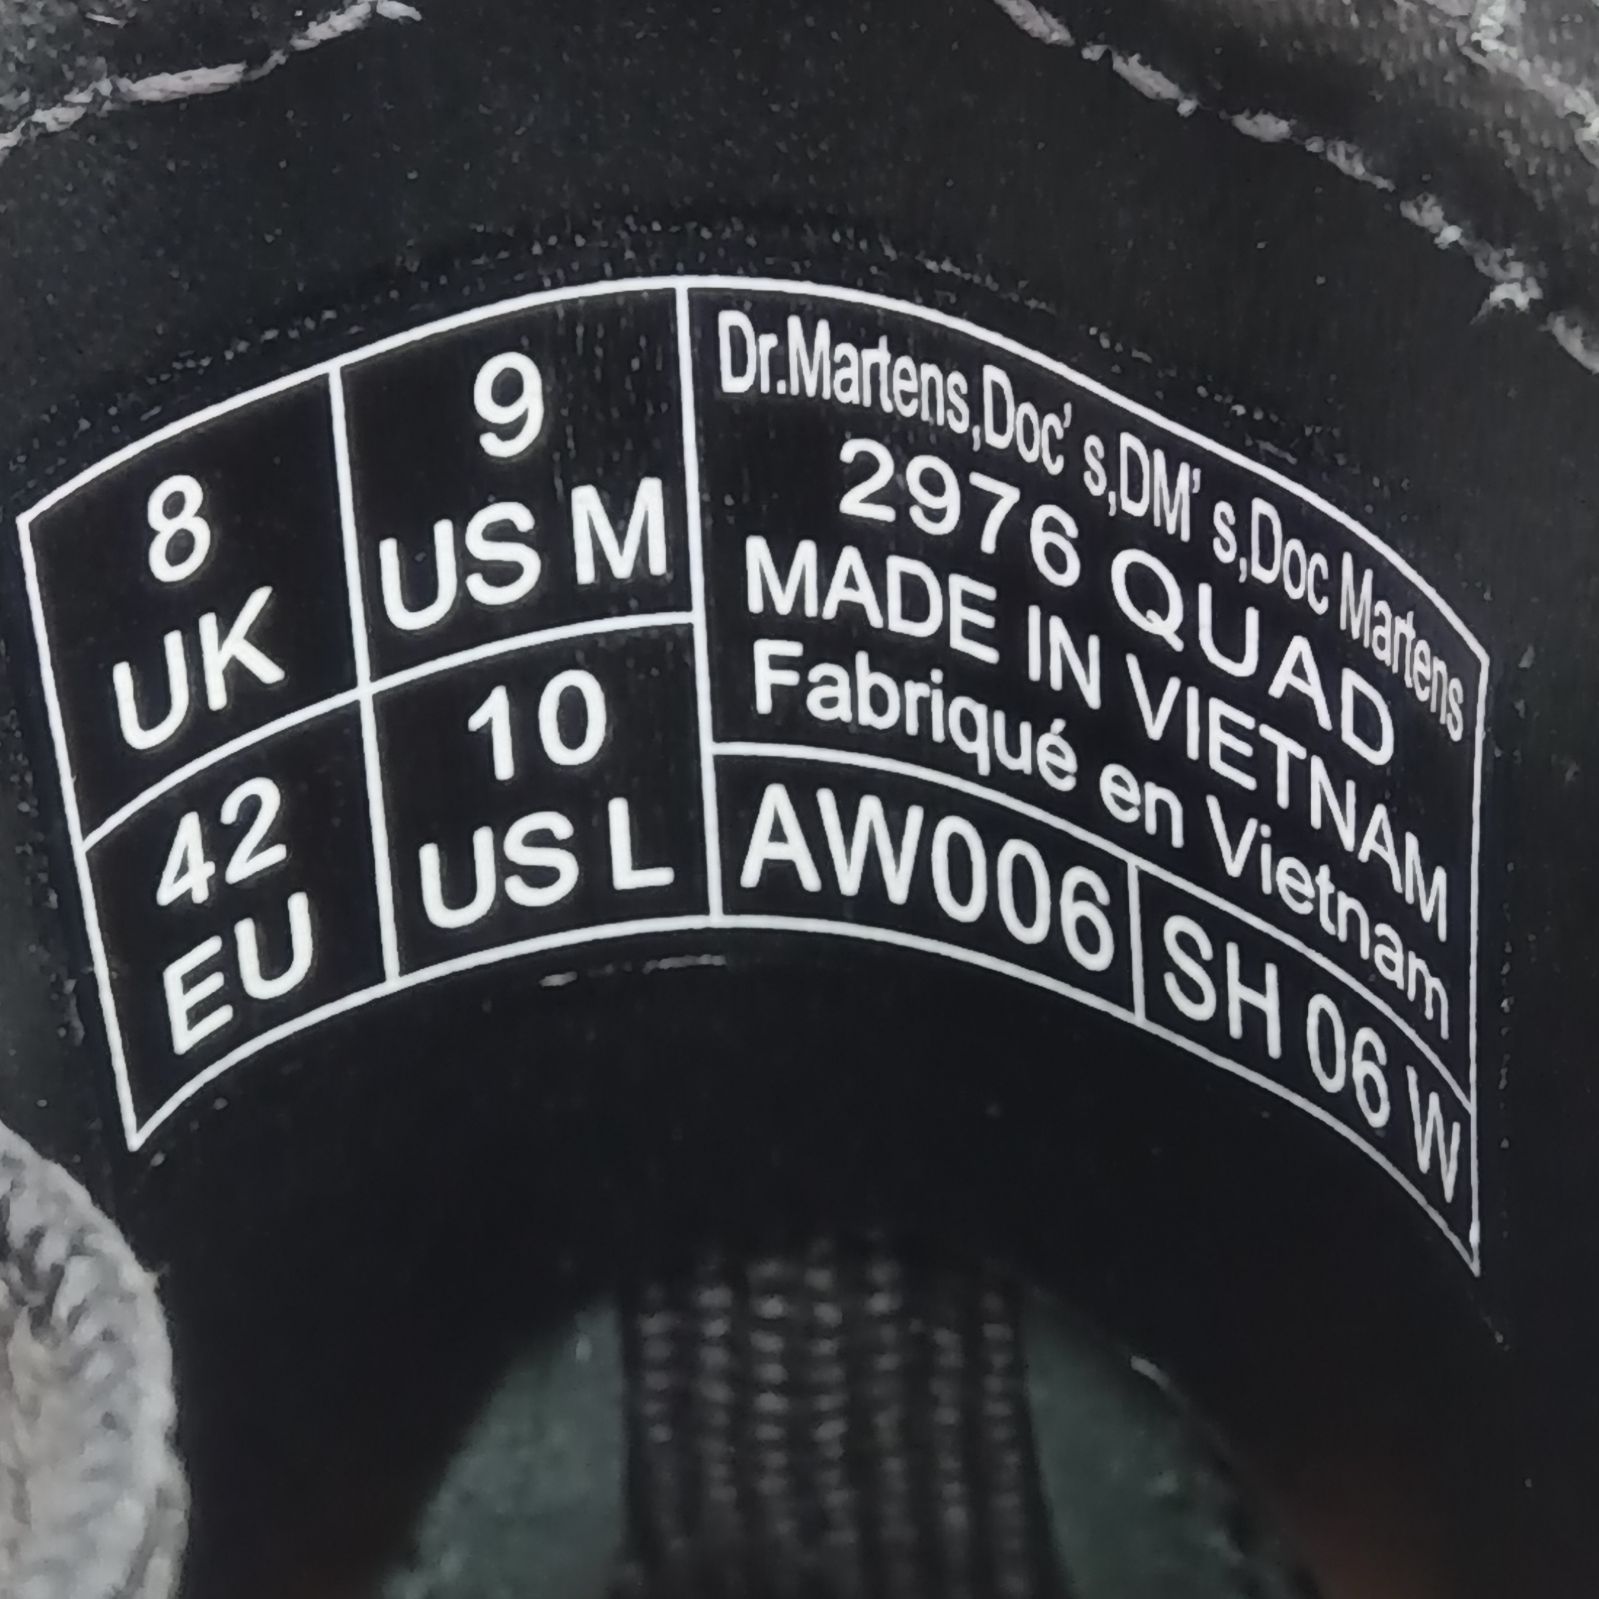 8
UK
9
US M
42
EU
10
US L
Dr.Martens,Doc's,DM's,Doc Martens
2976 QUAD
MADE IN VIETNAM
Fabriqué en Vietnam
AW006
SH 06 W